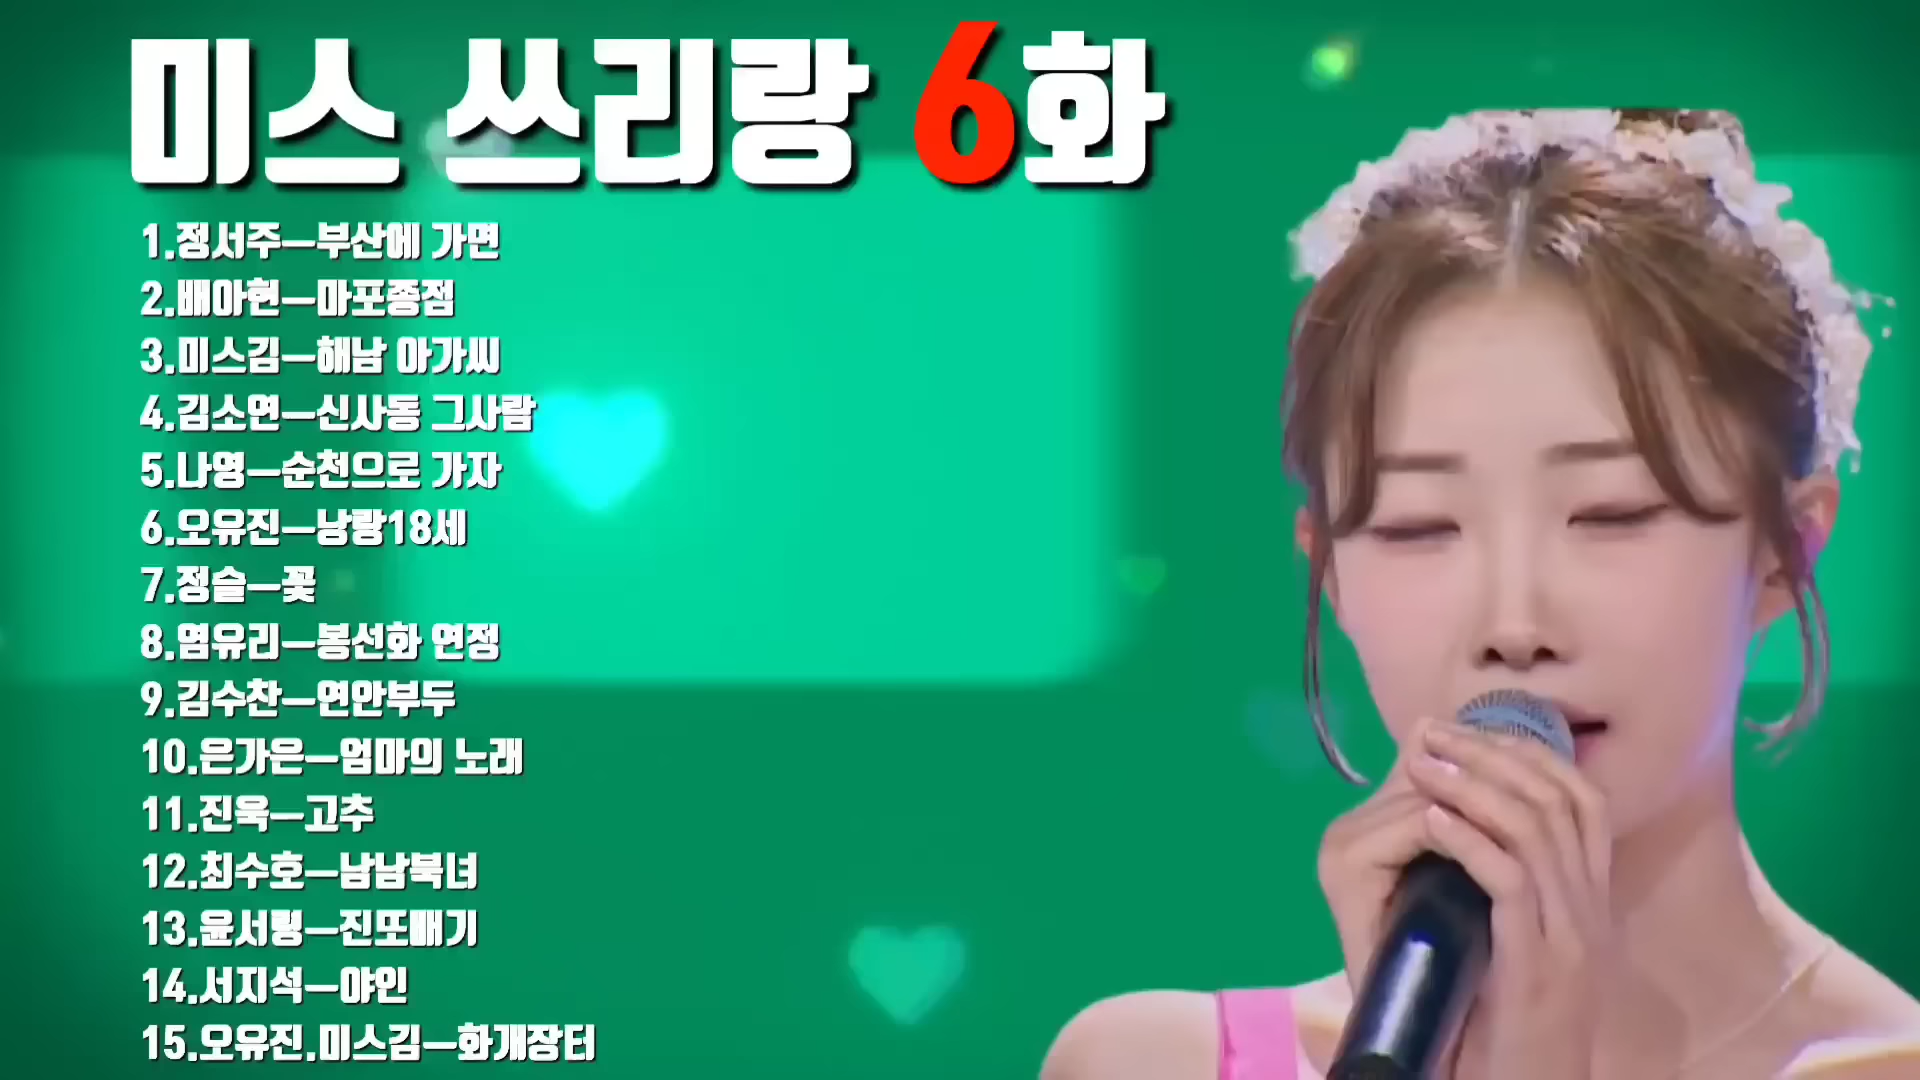 미스 쓰리랑 6화
1.정서주–부산에 가면
2.배아현–마포종점
3.미스김–해남 아가씨
4.김소연–신사동 그사람
5.나영–순천으로 가자
6.오유진–낭랑18세
7.정슬–꽃
8.염유리–봉선화 연정
9.김수찬–연안부두
10.은가은–엄마의 노래
11.진욱–고추
12.최수호–남남북녀
13.윤서령–진또배기
14.서지석–야인
15.오유진.미스김–화개장터